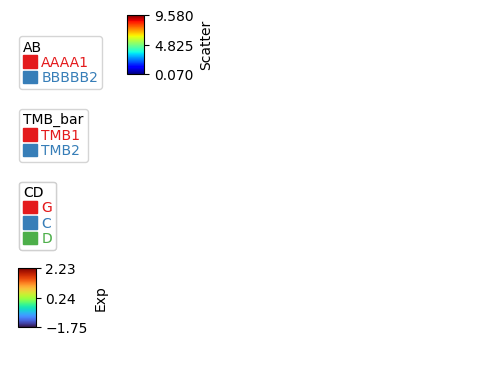 AB
AAAA1
BBBBB2
TMB_bar
TMB1
TMB2
CD
G
C
D
2.23
0.24
−1.75
Exp
9.580
4.825
0.070
Scatter